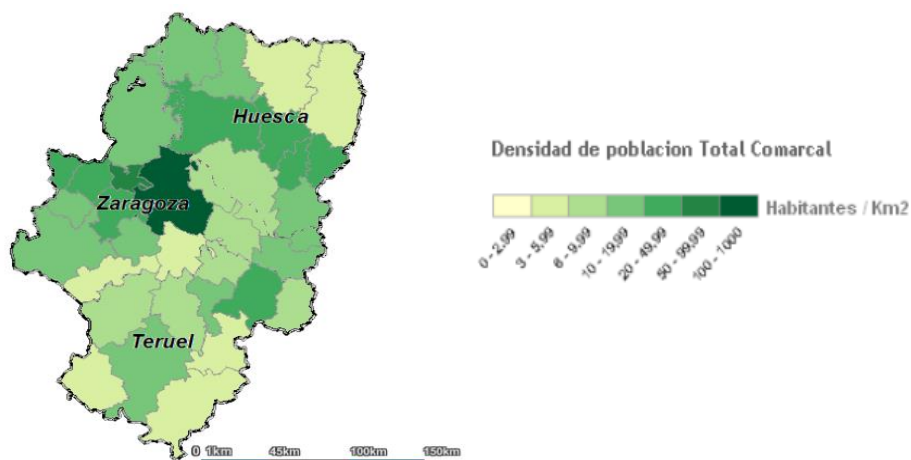 Huesca
Zaragoza
Teruel
0 1km 45km 100km 150km
Densidad de poblacion Total Comarcal
Habitantes / Km2
0 - 2,99
3 - 5,99
6 - 9,99
10 - 19,99
20 - 49,99
50 - 99,99
100 - 1000